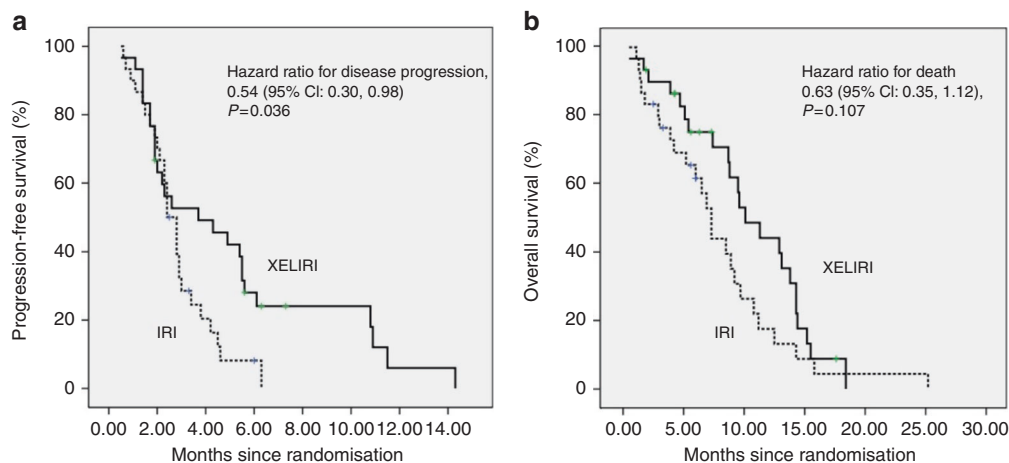 a
Hazard ratio for disease progression,
0.54 (95% CI: 0.30, 0.98)
P=0.036
XELIRI
IRI
Progression-free survival (%)
100
80
60
40
20
0
0.00 2.00 4.00 6.00 8.00 10.00 12.00 14.00
Months since randomisation
b
Hazard ratio for death
0.63 (95% CI: 0.35, 1.12),
P=0.107
XELIRI
IRI
Overall survival (%)
100
80
60
40
20
0
0.00 5.00 10.00 15.00 20.00 25.00 30.00
Months since randomisation